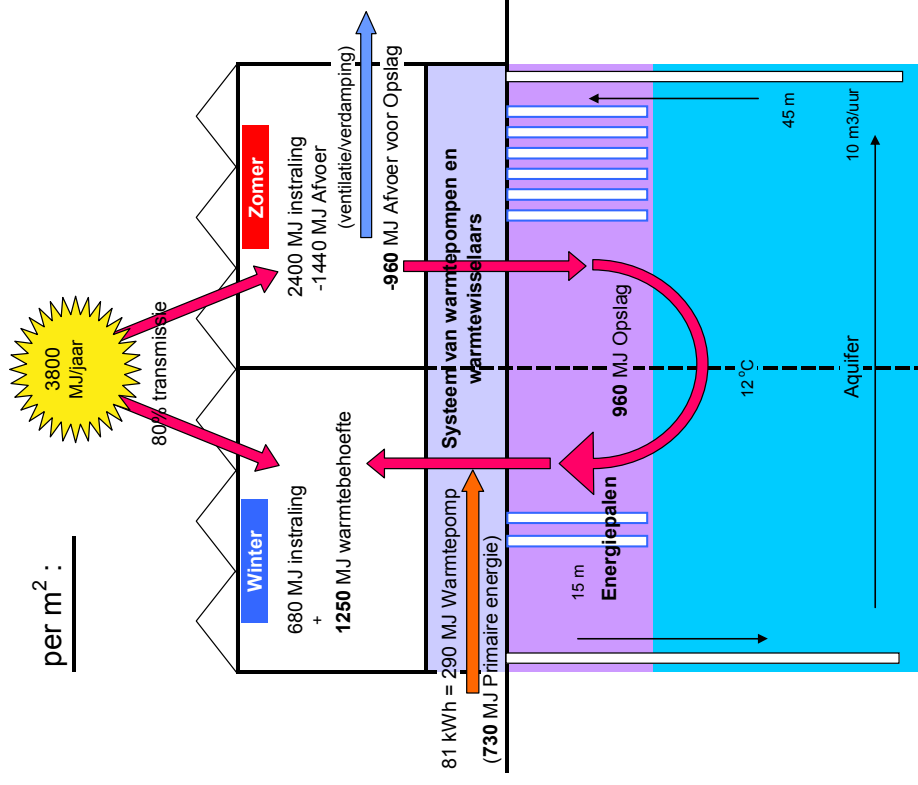 per m² :
3800
MJ/jaar
80% transmissie
Winter
680 MJ instraling
+
1250 MJ warmtebehoefte
Zomer
2400 MJ instraling
-1440 MJ Afvoer
(ventilatie/verdamping)
-960 MJ Afvoer voor Opslag
81 kWh = 290 MJ Warmtepomp
(730 MJ Primaire energie)
Systeem van warmtepompen en
warmtewisselaars
15 m
Energiepalen
960 MJ Opslag
12 ºC
45 m
10 m3/uur
Aquifer